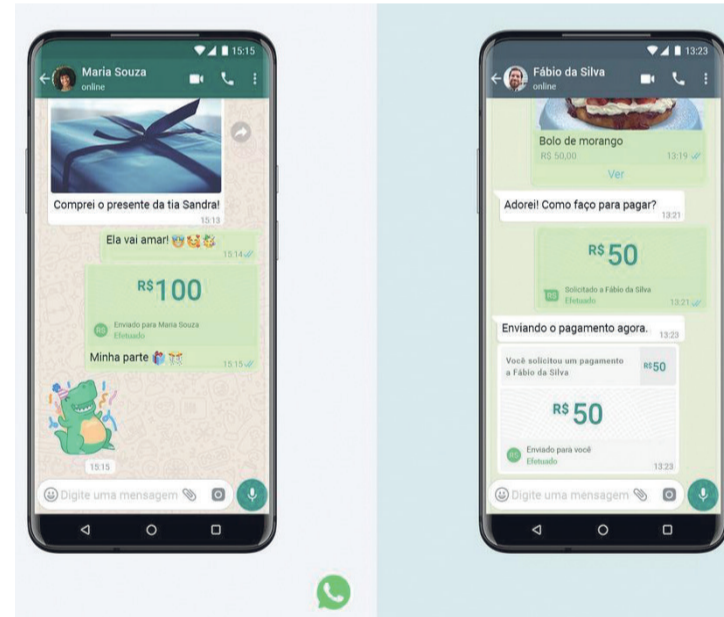 15:15
Maria Souza
online
Comprei o presente da tia Sandra!
15:13
Ela vai amar!
15:14
R$100
R$
Enviado para Maria Souza
Efetuado
Minha parte
15:15
15:15
Digite uma mensagem
13:23
Fábio da Silva
online
Bolo de morango
R$ 50,00
13:19
Ver
Adorei! Como faço para pagar?
13:21
R$50
R$
Solicitado a Fábio da Silva
Efetuado
13:21
Enviando o pagamento agora.
13:23
Você solicitou um pagamento
a Fábio da Silva
R$50
R$ 50
R$
Enviado para você
Efetuado
13:23
Digite uma mensagem